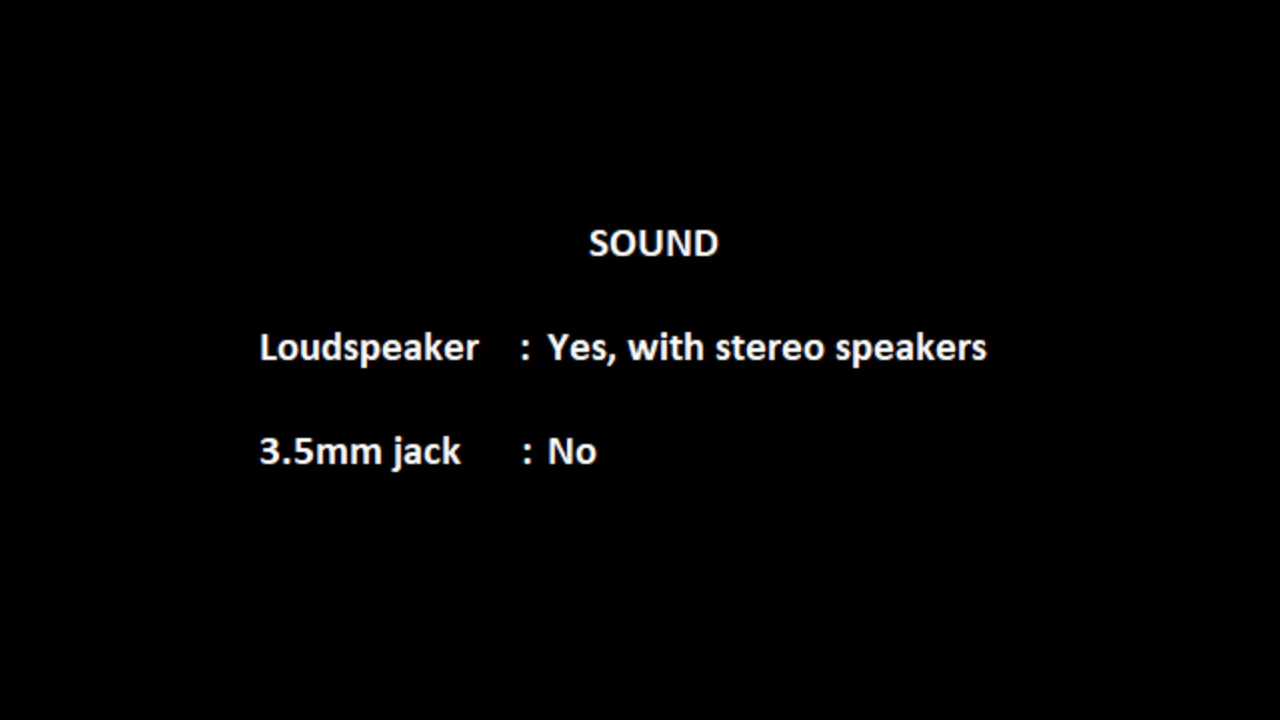 SOUND
Loudspeaker : Yes, with stereo speakers
3.5mm jack : No